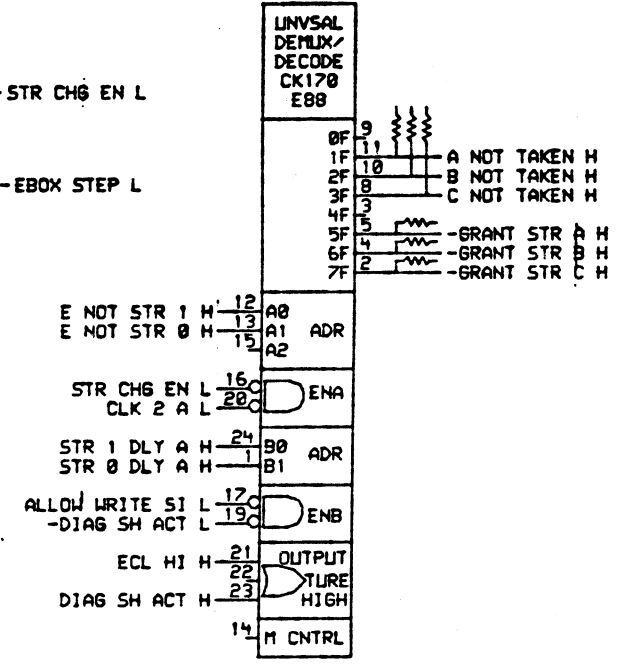 UNVSAL
DEMUX/
DECODE
CK170
E88
-STR CHG EN L
-EBOX STEP L
0F 9
1F 11 A NOT TAKEN H
2F 10 B NOT TAKEN H
3F 8 C NOT TAKEN H
4F 3
5F 5 -GRANT STR A H
6F 4 -GRANT STR B H
7F 2 -GRANT STR C H
E NOT STR 1 H 12 A0
E NOT STR 0 H 13 A1 ADR
15 A2
STR CHG EN L 16 ENA
CLK 2 A L 20
STR 1 DLY A H 24 B0 ADR
STR 0 DLY A H 1 B1
ALLOW WRITE SI L 17 ENB
-DIAG SH ACT L 19
ECL HI H 21 OUTPUT
22 TURE
DIAG SH ACT H 23 HIGH
14 M CNTRL